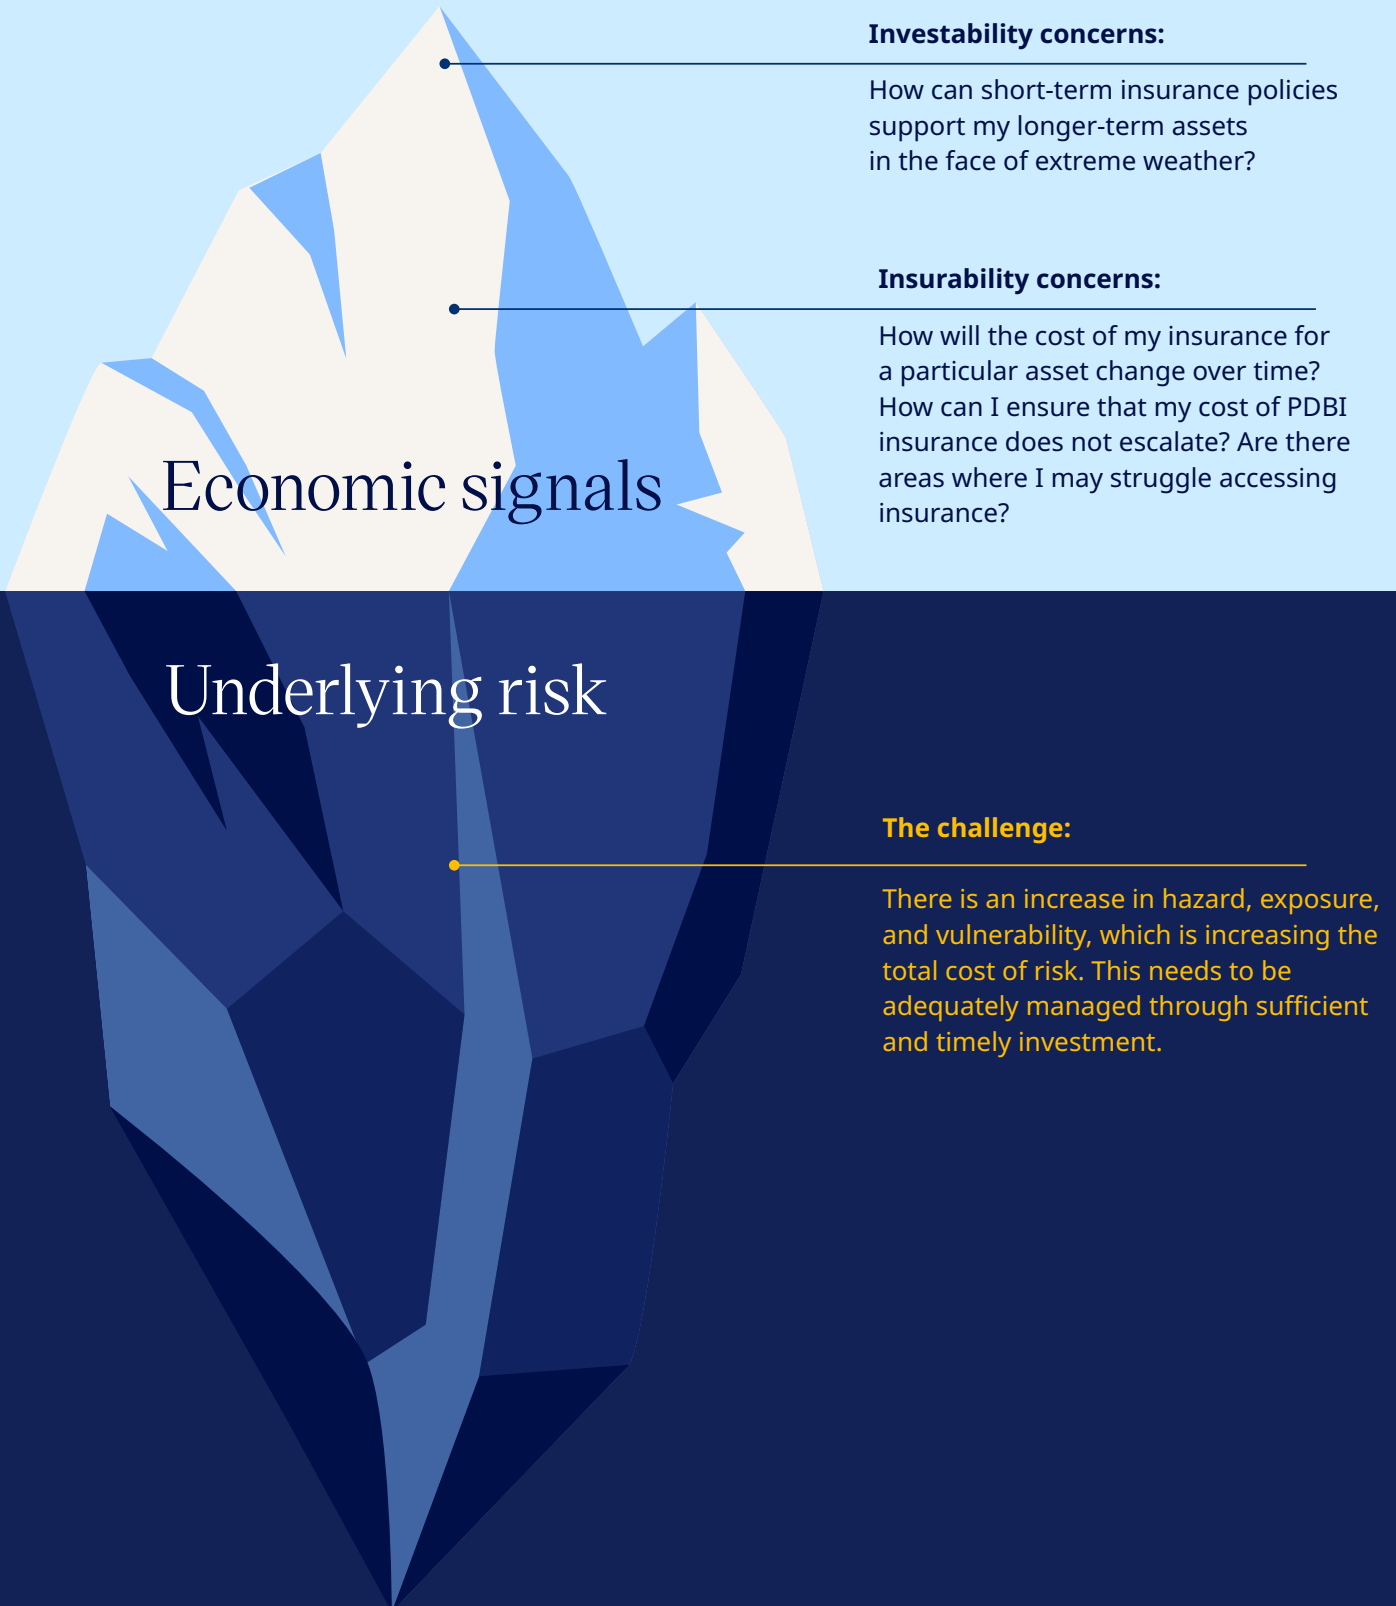 Investability concerns:
How can short-term insurance policies
support my longer-term assets
in the face of extreme weather?
Insurability concerns:
How will the cost of my insurance for
a particular asset change over time?
How can I ensure that my cost of PDBI
insurance does not escalate? Are there
areas where I may struggle accessing
insurance?
Economic signals
Underlying risk
The challenge:
There is an increase in hazard, exposure,
and vulnerability, which is increasing the
total cost of risk. This needs to be
adequately managed through sufficient
and timely investment.